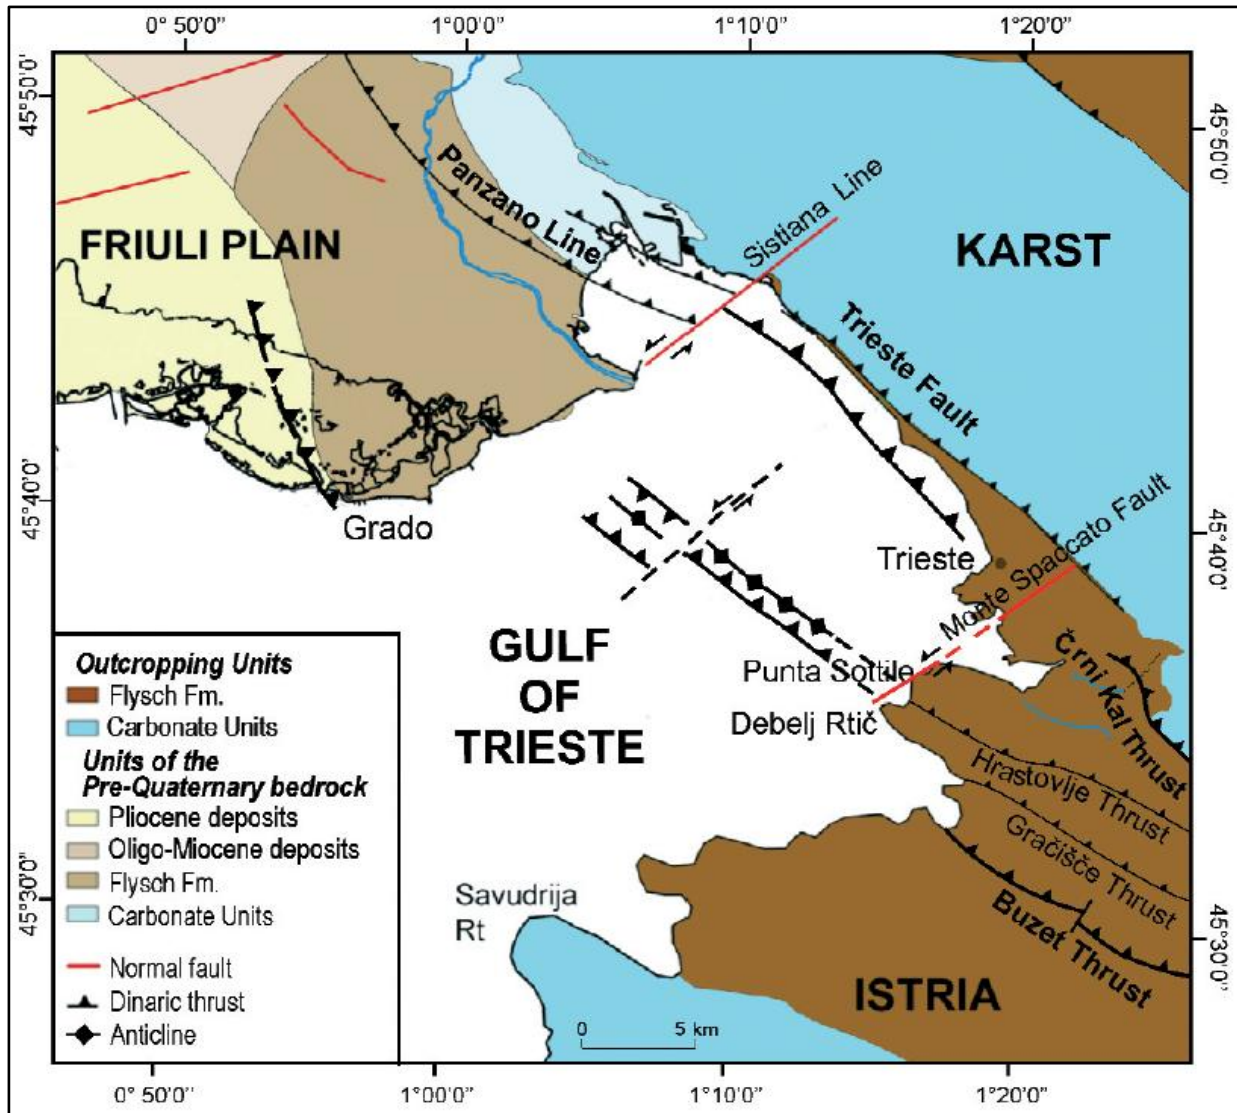 0° 50'0"
1°00'0"
1°10'0"
1°20'0"
45°50'0"
45°50'0'
FRIULI PLAIN
Panzano Line
Sistiana Line
KARST
Trieste Fault
45°40'0"
45°40'0'
Grado
Trieste
Monte Spaccato Fault
GULF
OF
TRIESTE
Punta Sottile
Debelj Rtič
Črni Kal Thrust
Hrastovlje Thrust
Gračišče Thrust
Buzet Thrust
Savudrija
Rt
ISTRIA
45°30'0"
45°30'0"
Outcropping Units
Flysch Fm.
Carbonate Units
Units of the
Pre-Quaternary bedrock
Pliocene deposits
Oligo-Miocene deposits
Flysch Fm.
Carbonate Units
Normal fault
Dinaric thrust
Anticline
0 5 km
0° 50'0"
1°00'0"
1°10'0"
1°20'0"